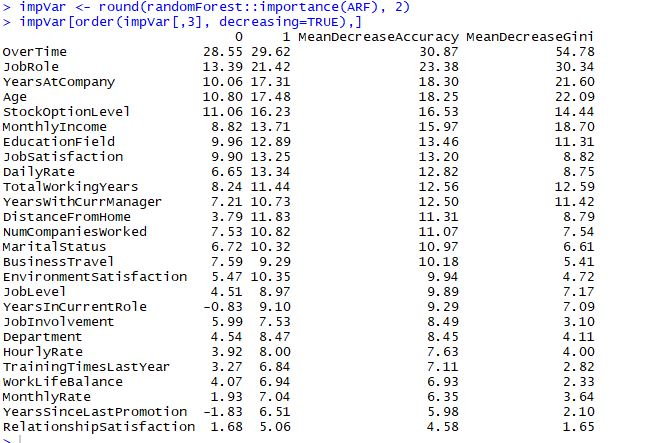 > impVar <- round(randomForest::importance(ARF), 2)
> impVar[order(impVar[,3], decreasing=TRUE),]
0 1 MeanDecreaseAccuracy MeanDecreaseGini
OverTime 28.55 29.62 30.87 54.78
JobRole 13.39 21.42 23.38 30.34
YearsAtCompany 10.06 17.31 18.30 21.60
Age 10.80 17.48 18.25 22.09
StockOptionLevel 11.06 16.23 16.53 14.44
MonthlyIncome 8.82 13.71 15.97 18.70
EducationField 9.96 12.89 13.46 11.31
JobSatisfaction 9.90 13.25 13.20 8.82
DailyRate 6.65 13.34 12.82 8.75
TotalWorkingYears 8.24 11.44 12.56 12.59
YearsWithCurrManager 7.21 10.73 12.50 11.42
DistanceFromHome 3.79 11.83 11.31 8.79
NumCompaniesWorked 7.53 10.82 11.07 7.54
MaritalStatus 6.72 10.32 10.97 6.61
BusinessTravel 7.59 9.29 10.18 5.41
EnvironmentSatisfaction 5.47 10.35 9.94 4.72
JobLevel 4.51 8.97 9.89 7.17
YearsInCurrentRole -0.83 9.10 9.29 7.09
JobInvolvement 5.99 7.53 8.49 3.10
Department 4.54 8.47 8.45 4.11
HourlyRate 3.92 8.00 7.63 4.00
TrainingTimesLastYear 3.27 6.84 7.11 2.82
WorkLifeBalance 4.07 6.94 6.93 2.33
MonthlyRate 1.93 7.04 6.35 3.64
YearsSinceLastPromotion -1.83 6.51 5.98 2.10
RelationshipSatisfaction 1.68 5.06 4.58 1.65
>